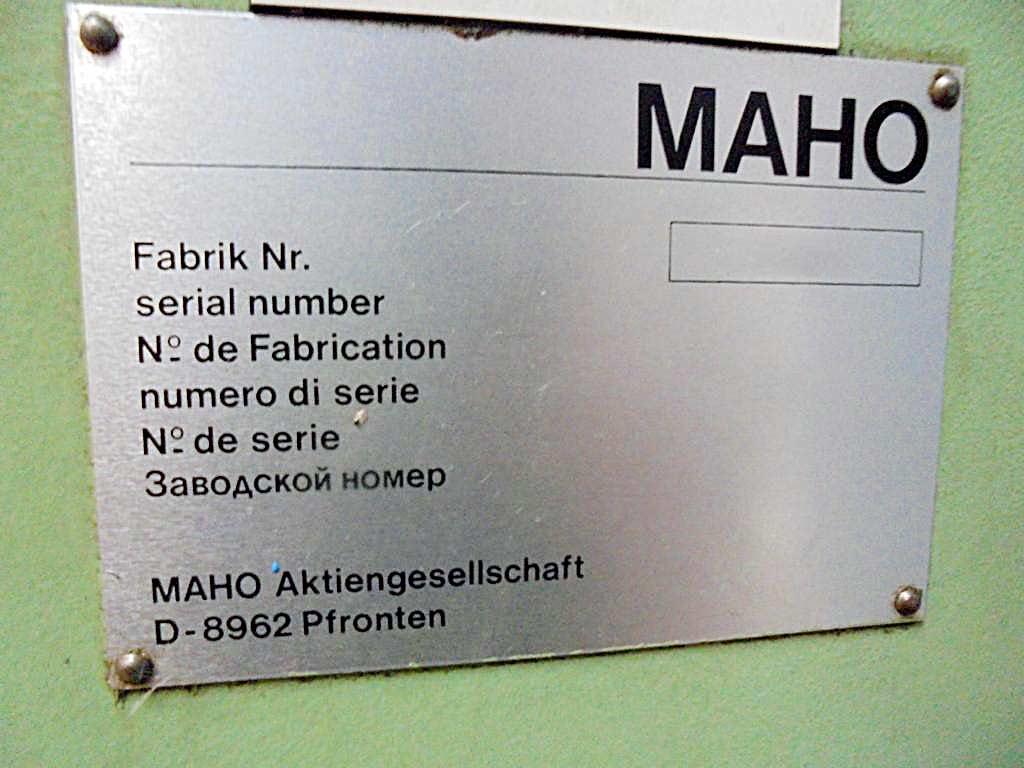 MAHO
Fabrik Nr.
serial number
Nº de Fabrication
numero di serie
Nº de serie
Заводской номер
MAHO Aktiengesellschaft
D-8962 Pfronten